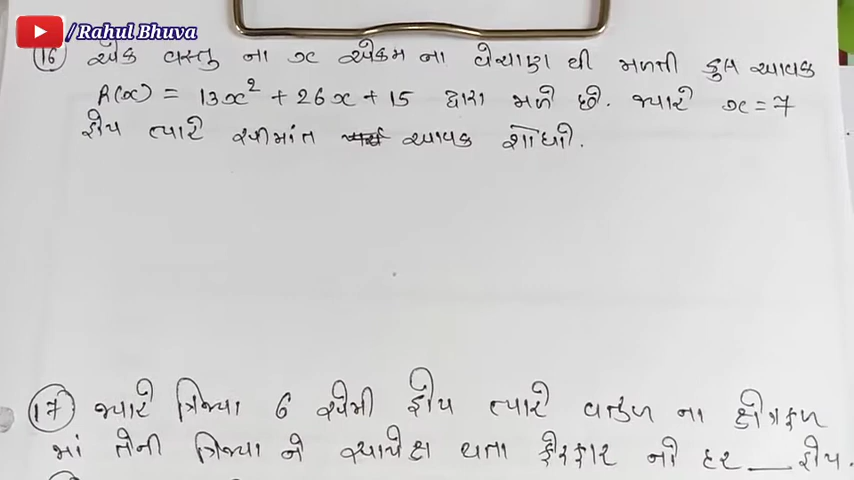 / Rahul Bhuva
16 એક વસ્તુ ના x એકમ ના વેચાણ થી મળતી કુલ આવક
R(x) = 13x² + 26x + 15 દ્વારા મળે છે. જ્યારે x = 7
હોય ત્યારે સીમાંત આવક શોધો.
17 જ્યારે ત્રિજ્યા 6 સેમી હોય ત્યારે વર્તુળ ના ક્ષેત્રફળ
માં તેની ત્રિજ્યા ને સાપેક્ષ થતા ફેરફાર નો દર ___ હોય.